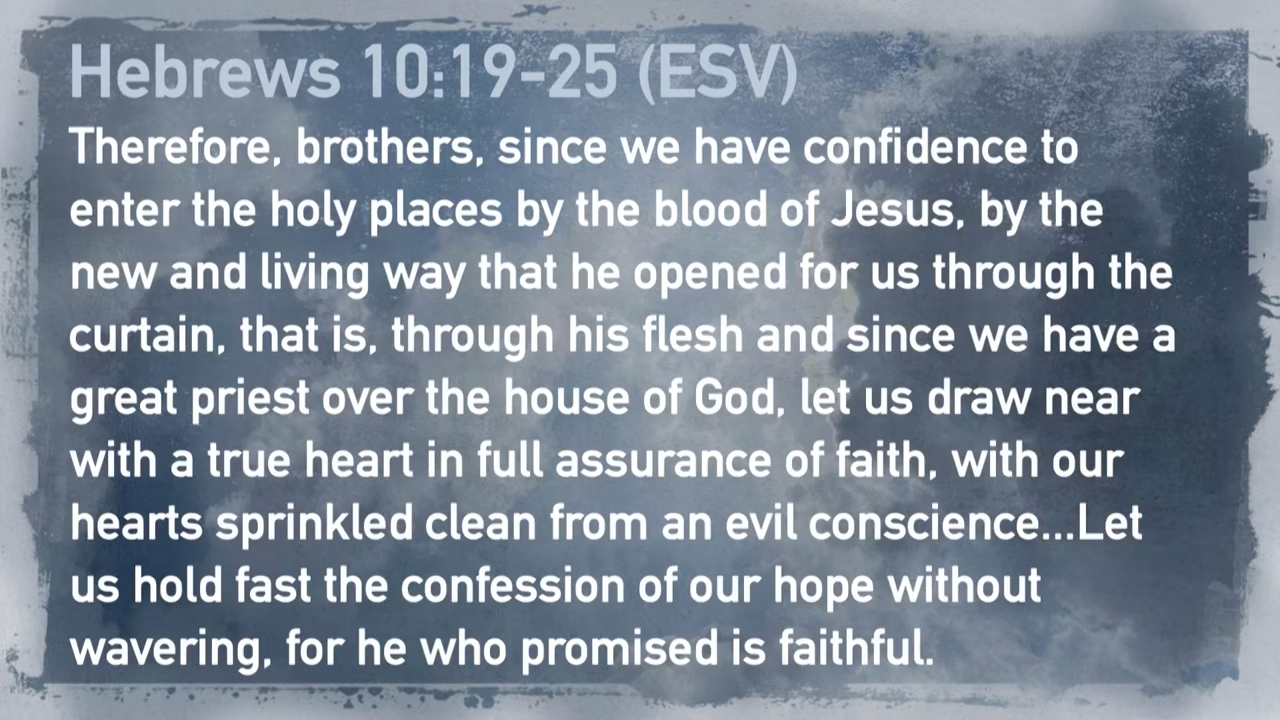 Hebrews 10:19-25 (ESV)
Therefore, brothers, since we have confidence to
enter the holy places by the blood of Jesus, by the
new and living way that he opened for us through the
curtain, that is, through his flesh and since we have a
great priest over the house of God, let us draw near
with a true heart in full assurance of faith, with our
hearts sprinkled clean from an evil conscience...Let
us hold fast the confession of our hope without
wavering, for he who promised is faithful.